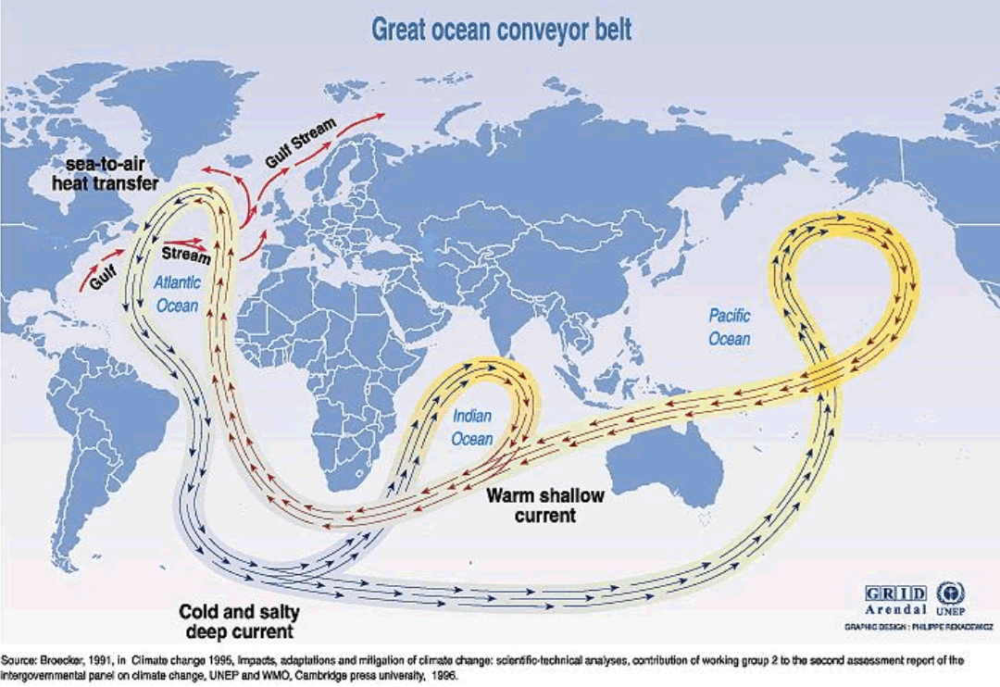 Great ocean conveyor belt
Gulf Stream
sea-to-air
heat transfer
Stream
Gulf
Atlantic
Ocean
Pacific
Ocean
Indian
Ocean
Warm shallow
current
Cold and salty
deep current
GRID
Arendal UNEP
GRAPHIC DESIGN : PHILIPPE REKACEWICZ
Source: Broecker, 1991, in Climate change 1995, Impacts, adaptations and mitigation of climate change: scientific-technical analyses, contribution of working group 2 to the second assessment report of the
intergovernmental panel on climate change, UNEP and WMO, Cambridge press university, 1996.